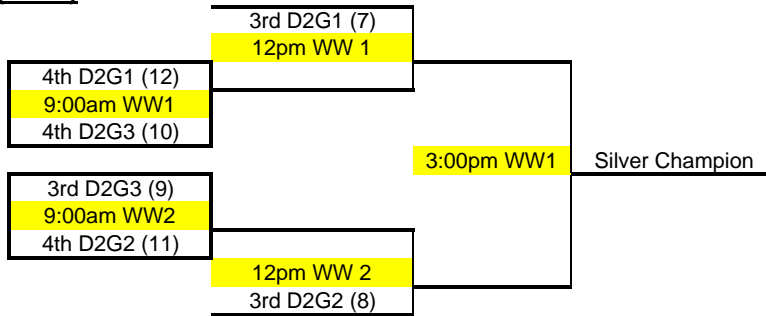 3rd D2G1 (7)
12pm WW 1
4th D2G1 (12)
9:00am WW1
4th D2G3 (10)
3:00pm WW1
Silver Champion
3rd D2G3 (9)
9:00am WW2
4th D2G2 (11)
12pm WW 2
3rd D2G2 (8)